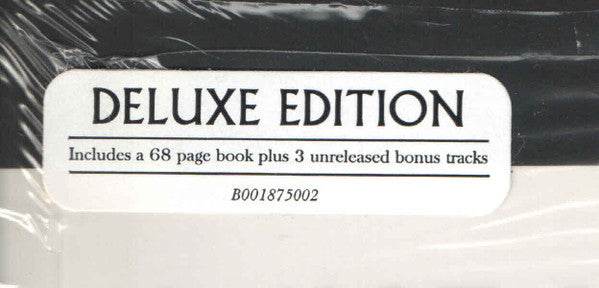 DELUXE EDITION
Includes a 68 page book plus 3 unreleased bonus tracks
B001875002